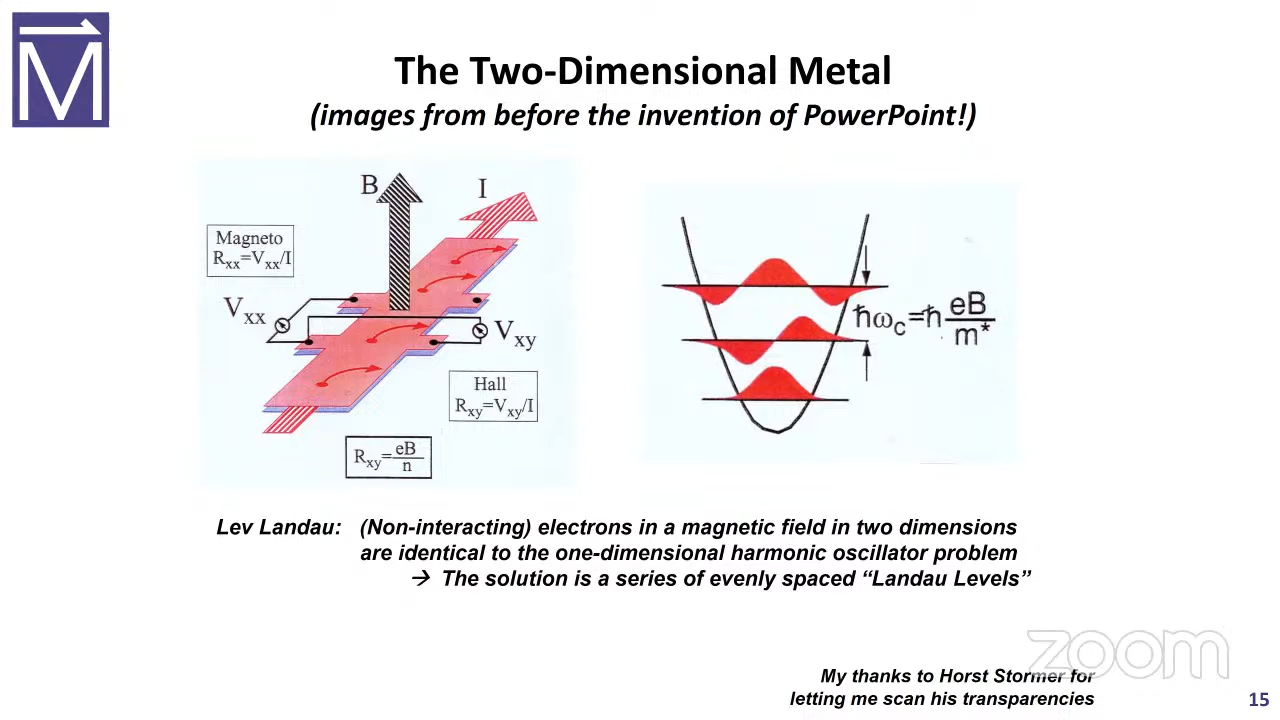 M
The Two-Dimensional Metal
(images from before the invention of PowerPoint!)
B
I
Magneto
Rxx=Vxx/I
Vxx
Vxy
Hall
Rxy=Vxy/I
Rxy=eB/n
ħωc=ħ eB/m*
Lev Landau: (Non-interacting) electrons in a magnetic field in two dimensions
are identical to the one-dimensional harmonic oscillator problem
→ The solution is a series of evenly spaced “Landau Levels”
zoom
My thanks to Horst Stormer for
letting me scan his transparencies
15